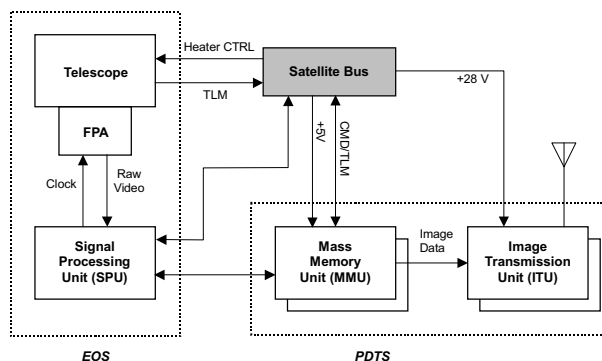 Heater CTRL
Telescope
Satellite Bus
+28 V
TLM
FPA
+5V
CMD/TLM
Clock
Raw
Video
Signal
Processing
Unit (SPU)
Mass
Memory
Unit (MMU)
Image
Data
Image
Transmission
Unit (ITU)
EOS
PDTS